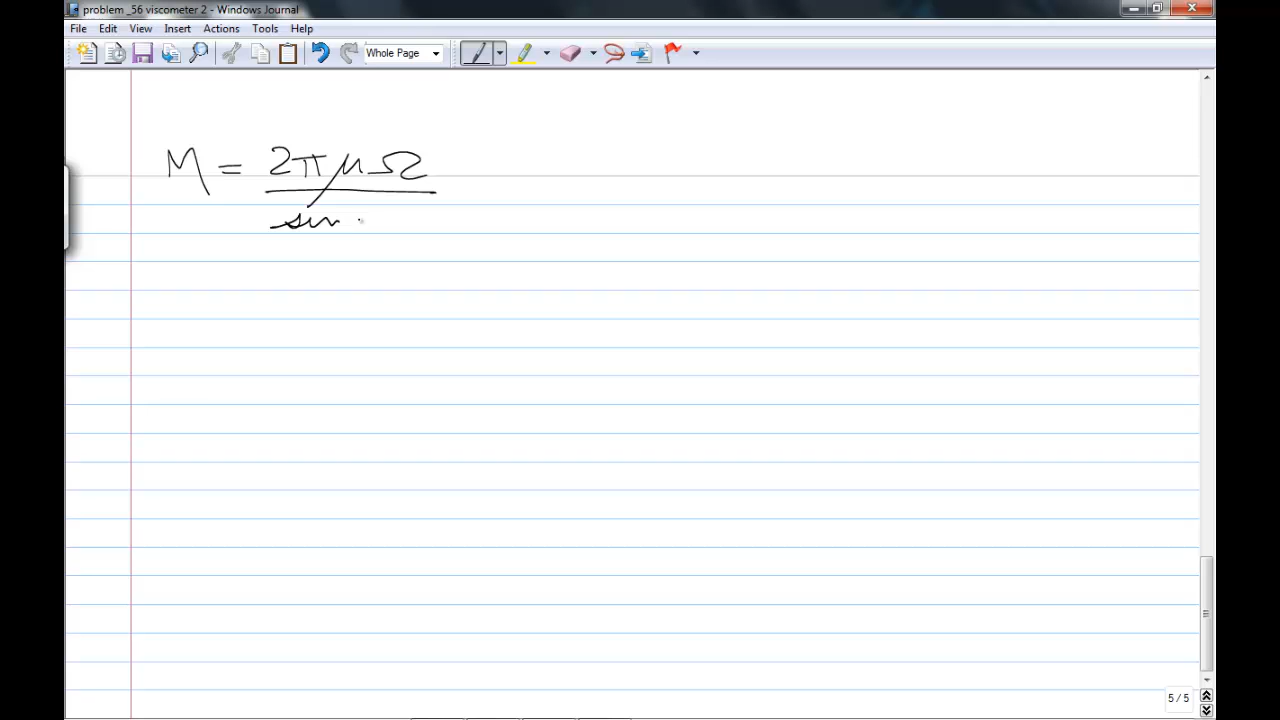 problem _56 viscometer 2 - Windows Journal
File Edit View Insert Actions Tools Help
Whole Page
M = 2πμΩ
sin
5 / 5